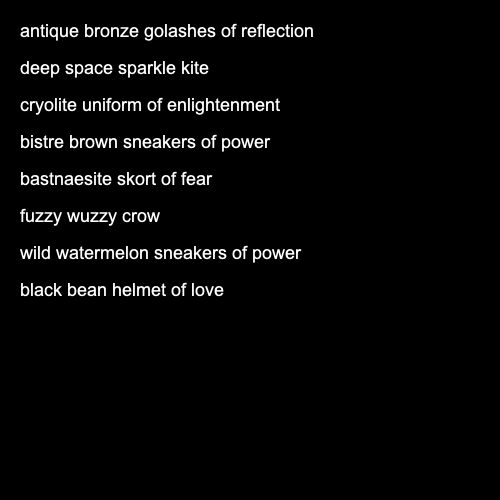 antique bronze golashes of reflection
deep space sparkle kite
cryolite uniform of enlightenment
bistre brown sneakers of power
bastnaesite skort of fear
fuzzy wuzzy crow
wild watermelon sneakers of power
black bean helmet of love